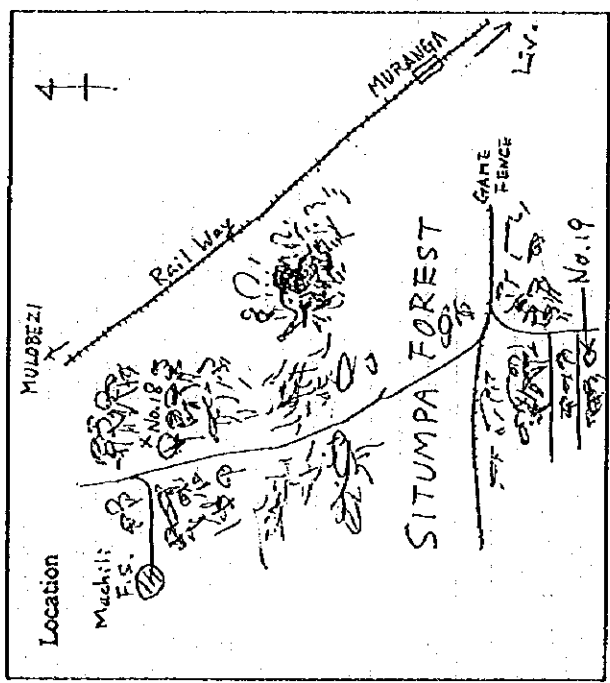 Location
MULOBEZI
Rail Way
MURANGA
Liv.
Machili
F.S.
×No.18
SITUMPA FOREST
GAME
FENCE
No.19